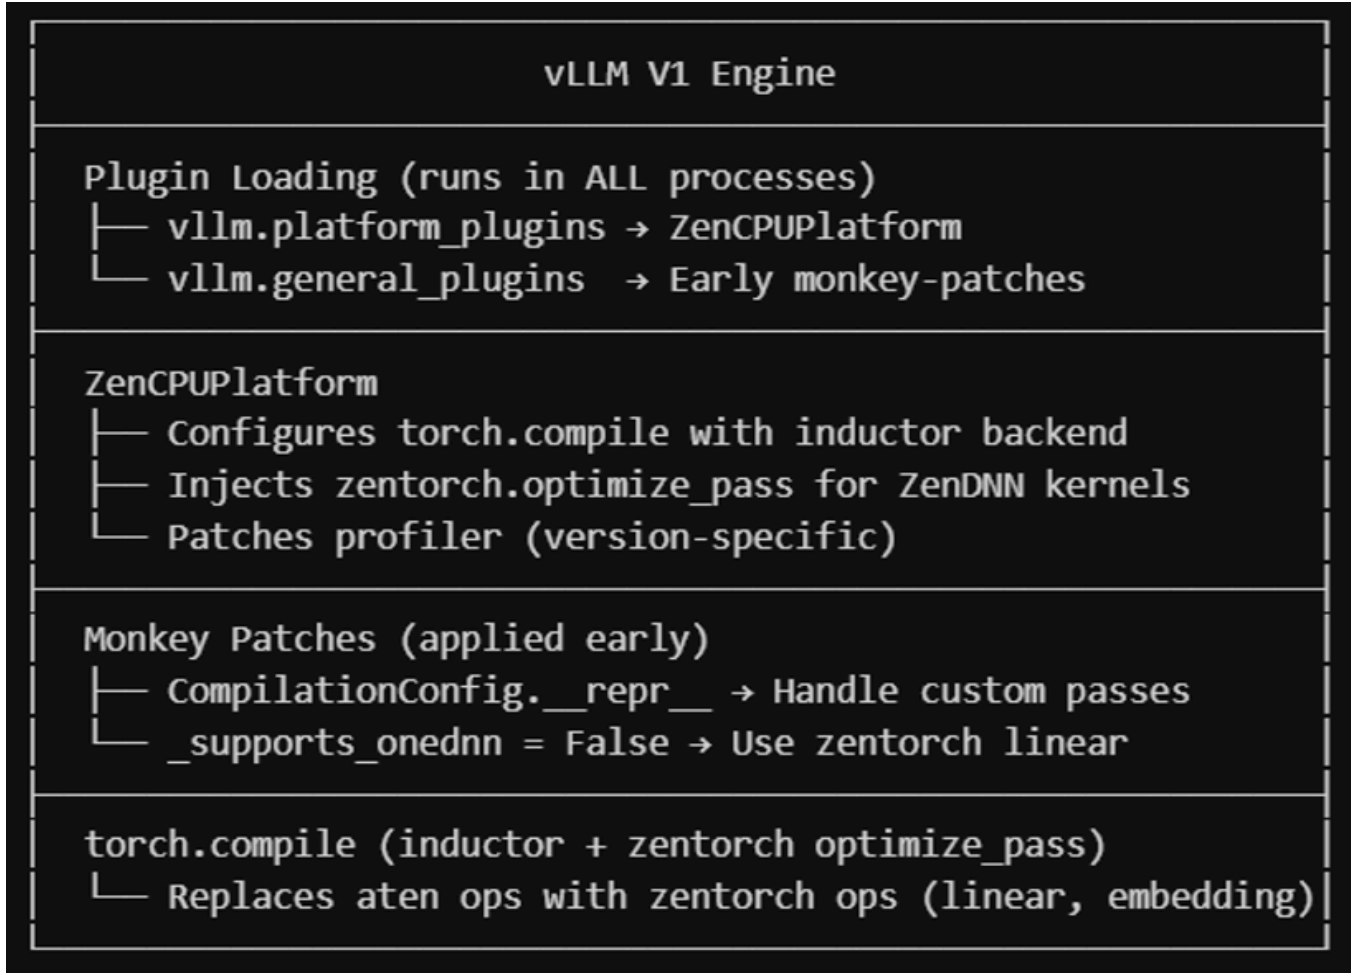 vLLM V1 Engine
Plugin Loading (runs in ALL processes)
├── vllm.platform_plugins → ZenCPUPlatform
└── vllm.general_plugins  → Early monkey-patches
ZenCPUPlatform
├── Configures torch.compile with inductor backend
├── Injects zentorch.optimize_pass for ZenDNN kernels
└── Patches profiler (version-specific)
Monkey Patches (applied early)
├── CompilationConfig.__repr__ → Handle custom passes
└── _supports_onednn = False → Use zentorch linear
torch.compile (inductor + zentorch optimize_pass)
└── Replaces aten ops with zentorch ops (linear, embedding)